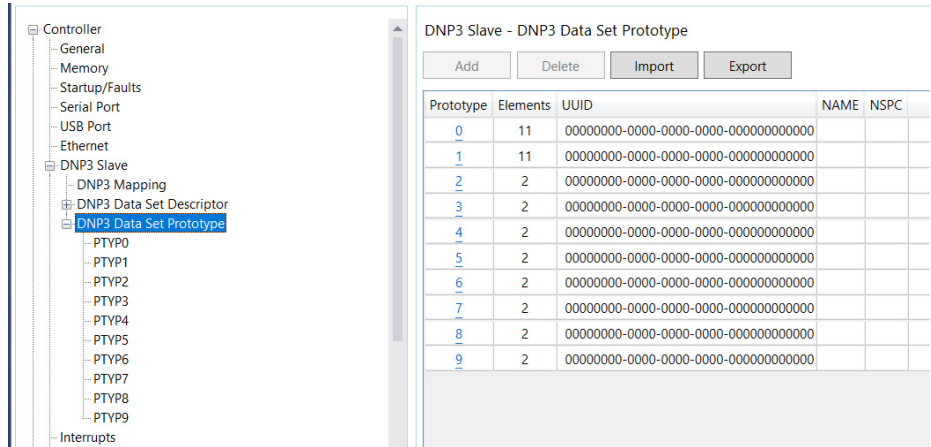 Controller
General
Memory
Startup/Faults
Serial Port
USB Port
Ethernet
DNP3 Slave
DNP3 Mapping
DNP3 Data Set Descriptor
DNP3 Data Set Prototype
PTYP0
PTYP1
PTYP2
PTYP3
PTYP4
PTYP5
PTYP6
PTYP7
PTYP8
PTYP9
Interrupts
DNP3 Slave - DNP3 Data Set Prototype
Add Delete Import Export
Prototype Elements UUID NAME NSPC
0 11 00000000-0000-0000-0000-000000000000
1 11 00000000-0000-0000-0000-000000000000
2 2 00000000-0000-0000-0000-000000000000
3 2 00000000-0000-0000-0000-000000000000
4 2 00000000-0000-0000-0000-000000000000
5 2 00000000-0000-0000-0000-000000000000
6 2 00000000-0000-0000-0000-000000000000
7 2 00000000-0000-0000-0000-000000000000
8 2 00000000-0000-0000-0000-000000000000
9 2 00000000-0000-0000-0000-000000000000